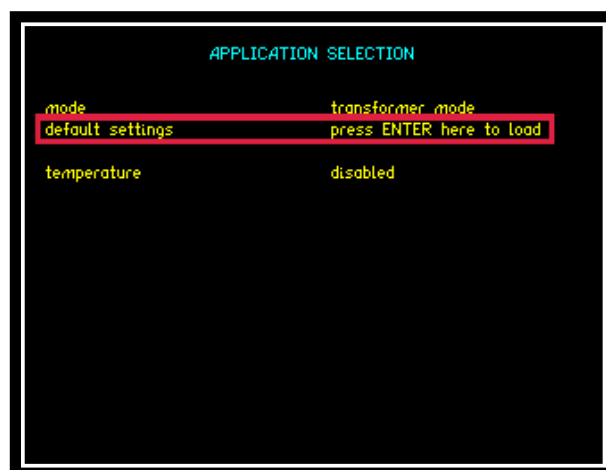 APPLICATION SELECTION
mode transformer mode
default settings press ENTER here to load
temperature disabled